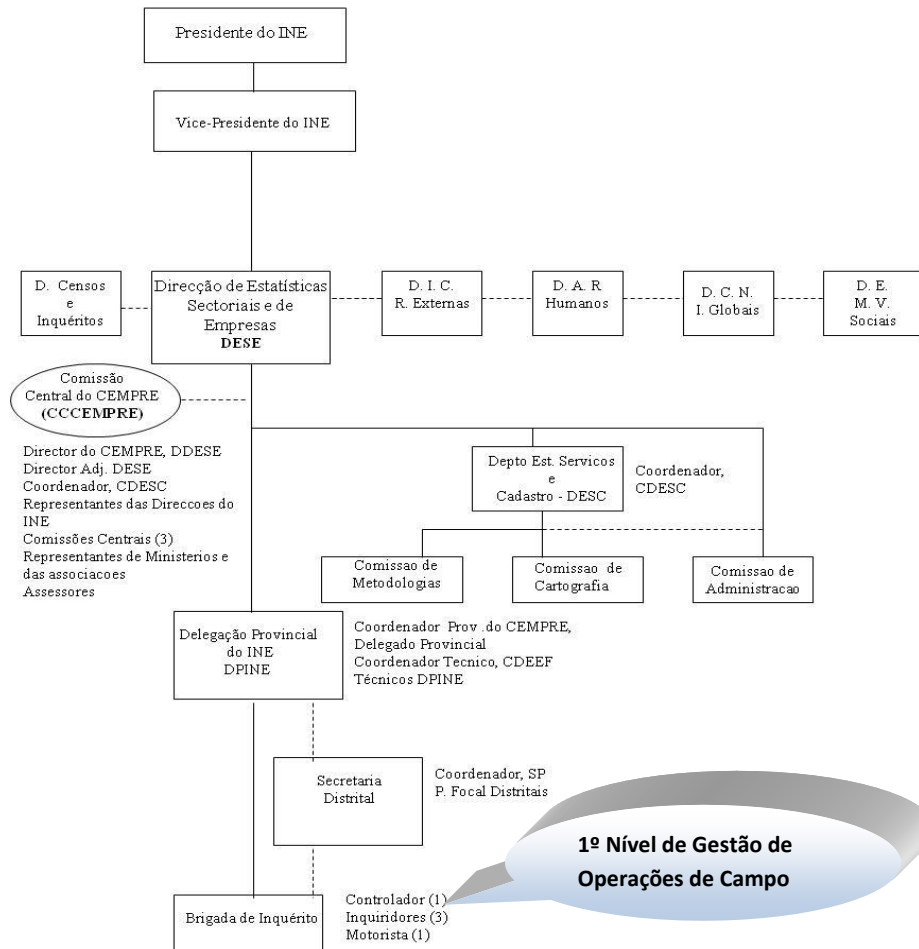 Presidente do INE
Vice-Presidente do INE
D. Censos
e
Inquéritos
Direcção de Estatísticas
Sectoriais e de
Empresas
DESE
D. I. C.
R. Externas
D. A. R
Humanos
D. C. N.
I. Globais
D. E.
M. V.
Sociais
Comissão
Central do CEMPRE
(CCCEMPRE)
Director do CEMPRE, DDESE
Director Adj. DESE
Coordenador, CDESC
Representantes das Direccoes do
INE
Comissões Centrais (3)
Representantes de Ministerios e
das associacoes
Assessores
Depto Est. Servicos
e
Cadastro - DESC
Coordenador,
CDESC
Comissao de
Metodologias
Comissao de
Cartografia
Comissao de
Administracao
Delegação Provincial
do INE
DPINE
Coordenador Prov .do CEMPRE,
Delegado Provincial
Coordenador Tecnico, CDEEF
Técnicos DPINE
Secretaria
Distrital
Coordenador, SP
P. Focal Distritais
1º Nível de Gestão de
Operações de Campo
Brigada de Inquérito
Controlador (1)
Inquiridores (3)
Motorista (1)